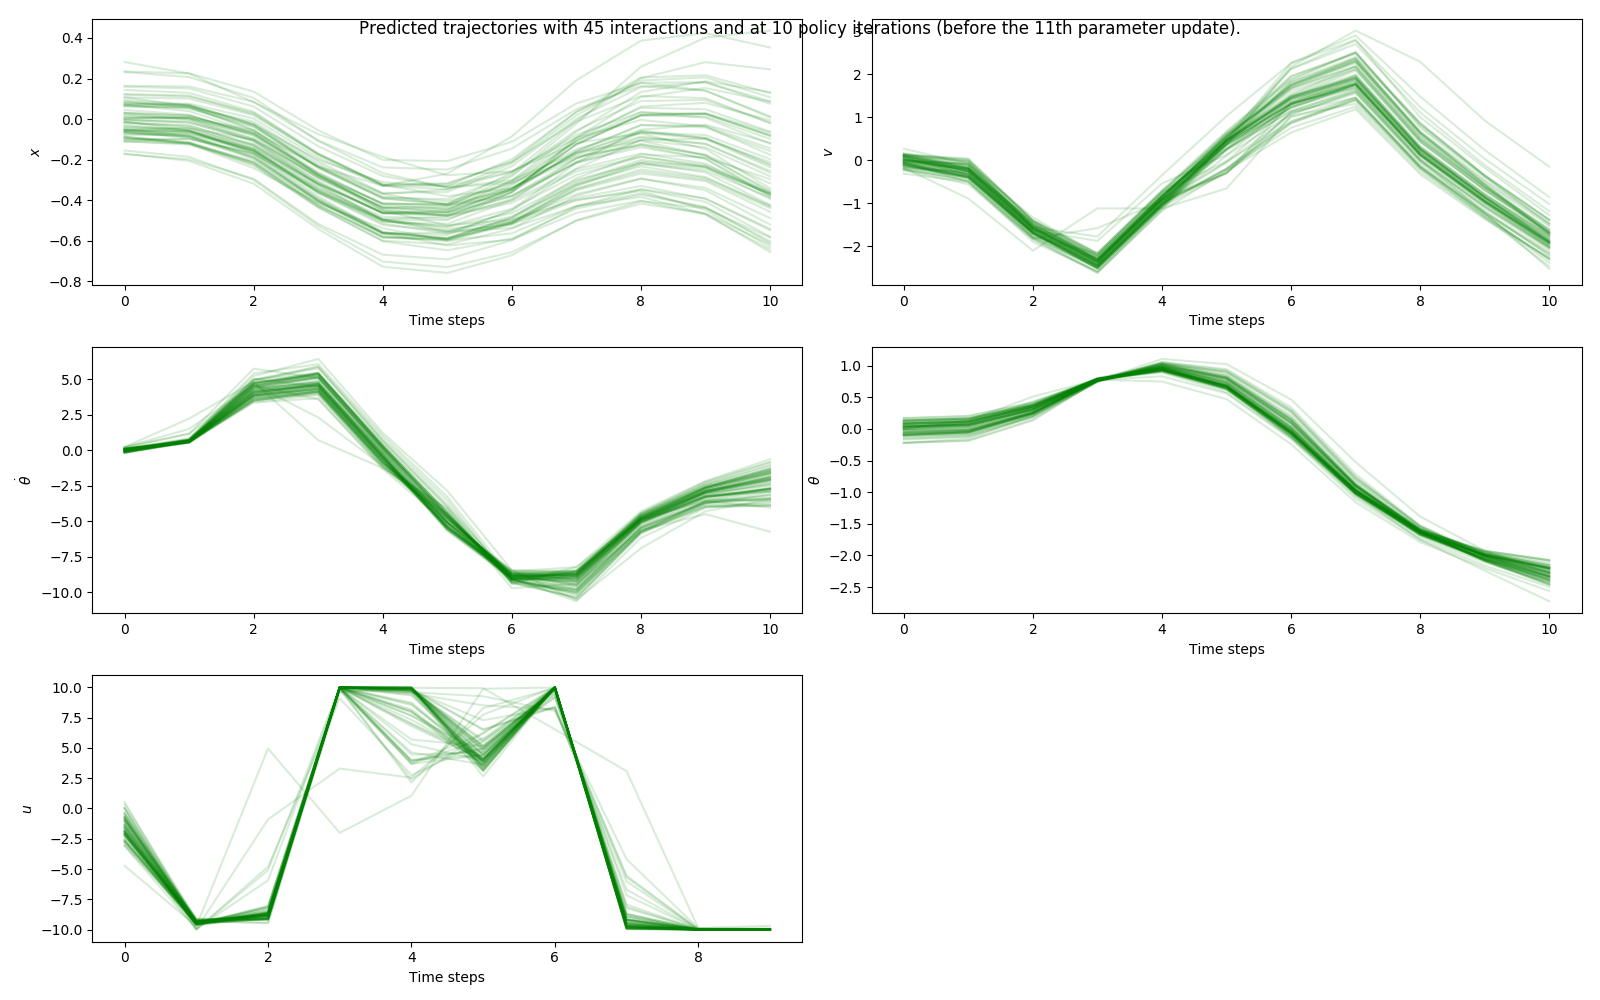 Predicted trajectories with 45 interactions and at 10 policy iterations (before the 11th parameter update).
0.4
0.2
0.0
−0.2
−0.4
−0.6
−0.8
x
0 2 4 6 8 10
Time steps
3
2
1
0
−1
−2
v
0 2 4 6 8 10
Time steps
5.0
2.5
0.0
−2.5
−5.0
−7.5
−10.0
θ̇
0 2 4 6 8 10
Time steps
1.0
0.5
0.0
−0.5
−1.0
−1.5
−2.0
−2.5
θ
0 2 4 6 8 10
Time steps
10.0
7.5
5.0
2.5
0.0
−2.5
−5.0
−7.5
−10.0
u
0 2 4 6 8
Time steps